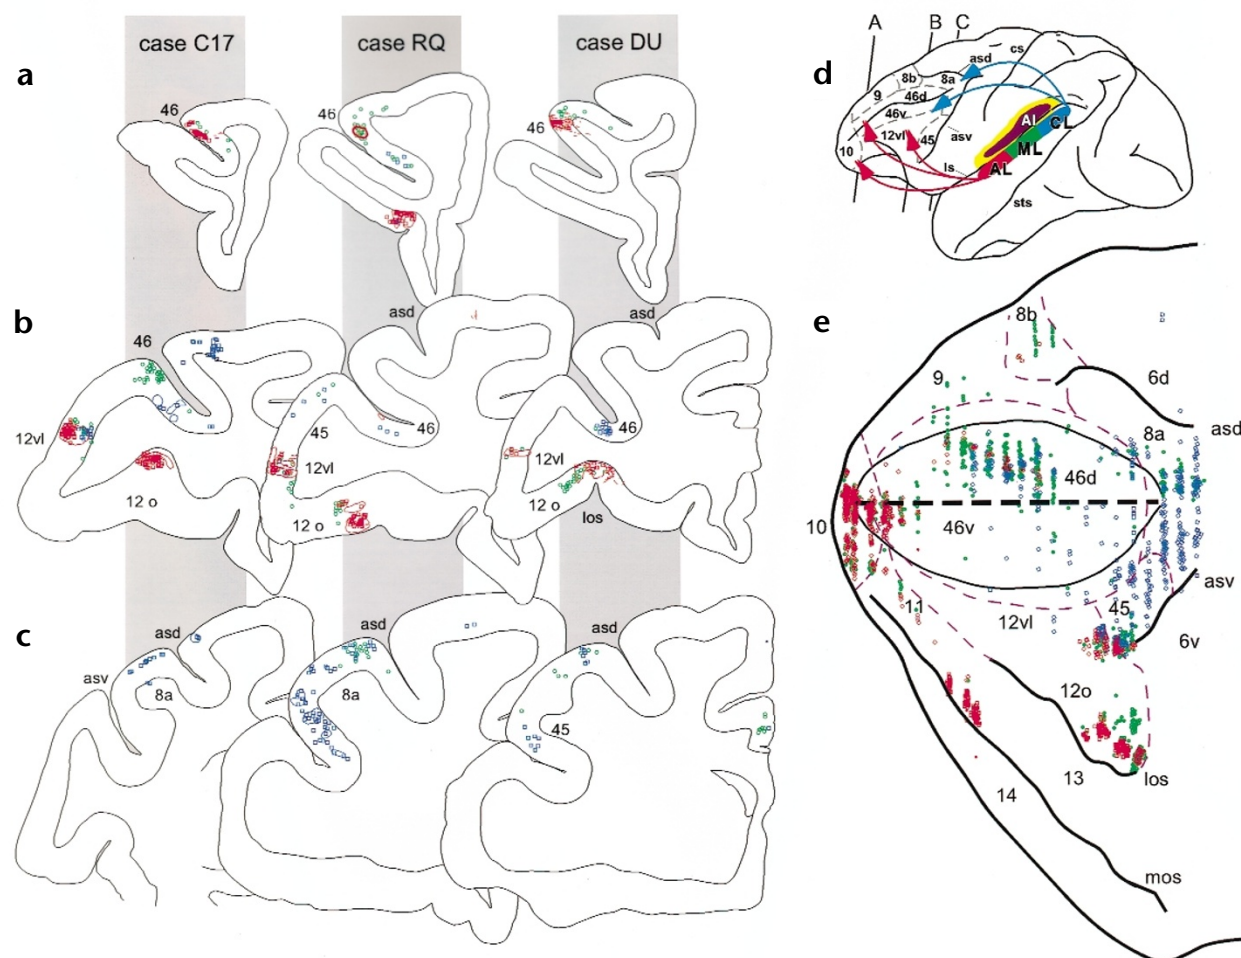 case C17
case RQ
case DU
a
46
46
46
b
asd
asd
46
12vl
12 o
45
46
12vl
12 o
46
12vl
12 o
los
c
asd
asv
8a
asd
8a
asd
45
d
A
B
C
cs
asd
8b
8a
9
46d
46v
12vl
45
asv
10
ls
AI
CL
ML
AL
sts
e
8b
9
6d
asd
8a
46d
46v
10
11
12vl
45
asv
6v
12o
13
los
14
mos